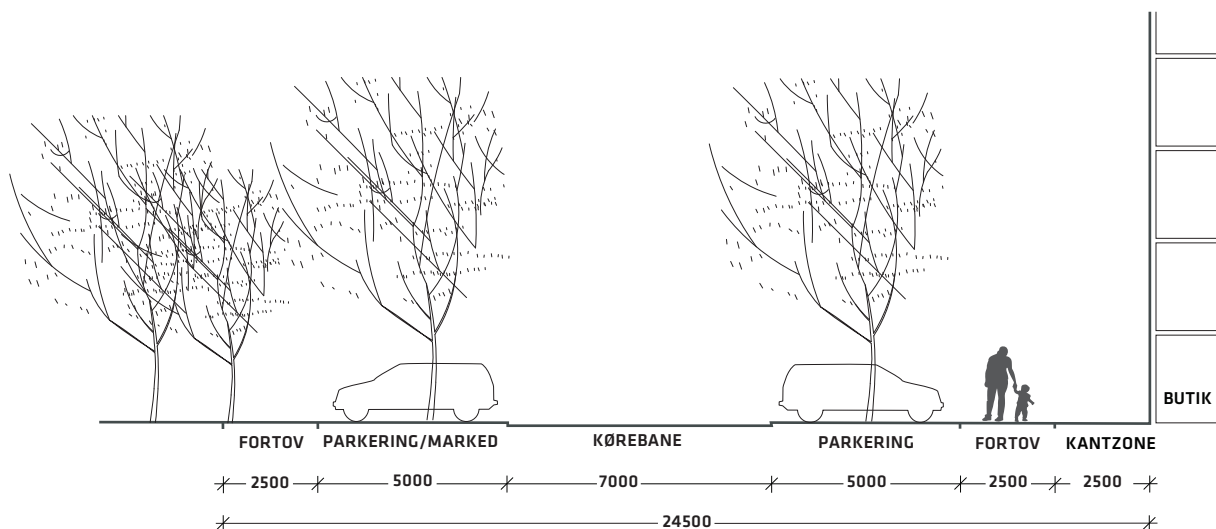 BUTIK
FORTOV PARKERING/MARKED KØREBANE PARKERING FORTOV KANTZONE
2500 5000 7000 5000 2500 2500
24500